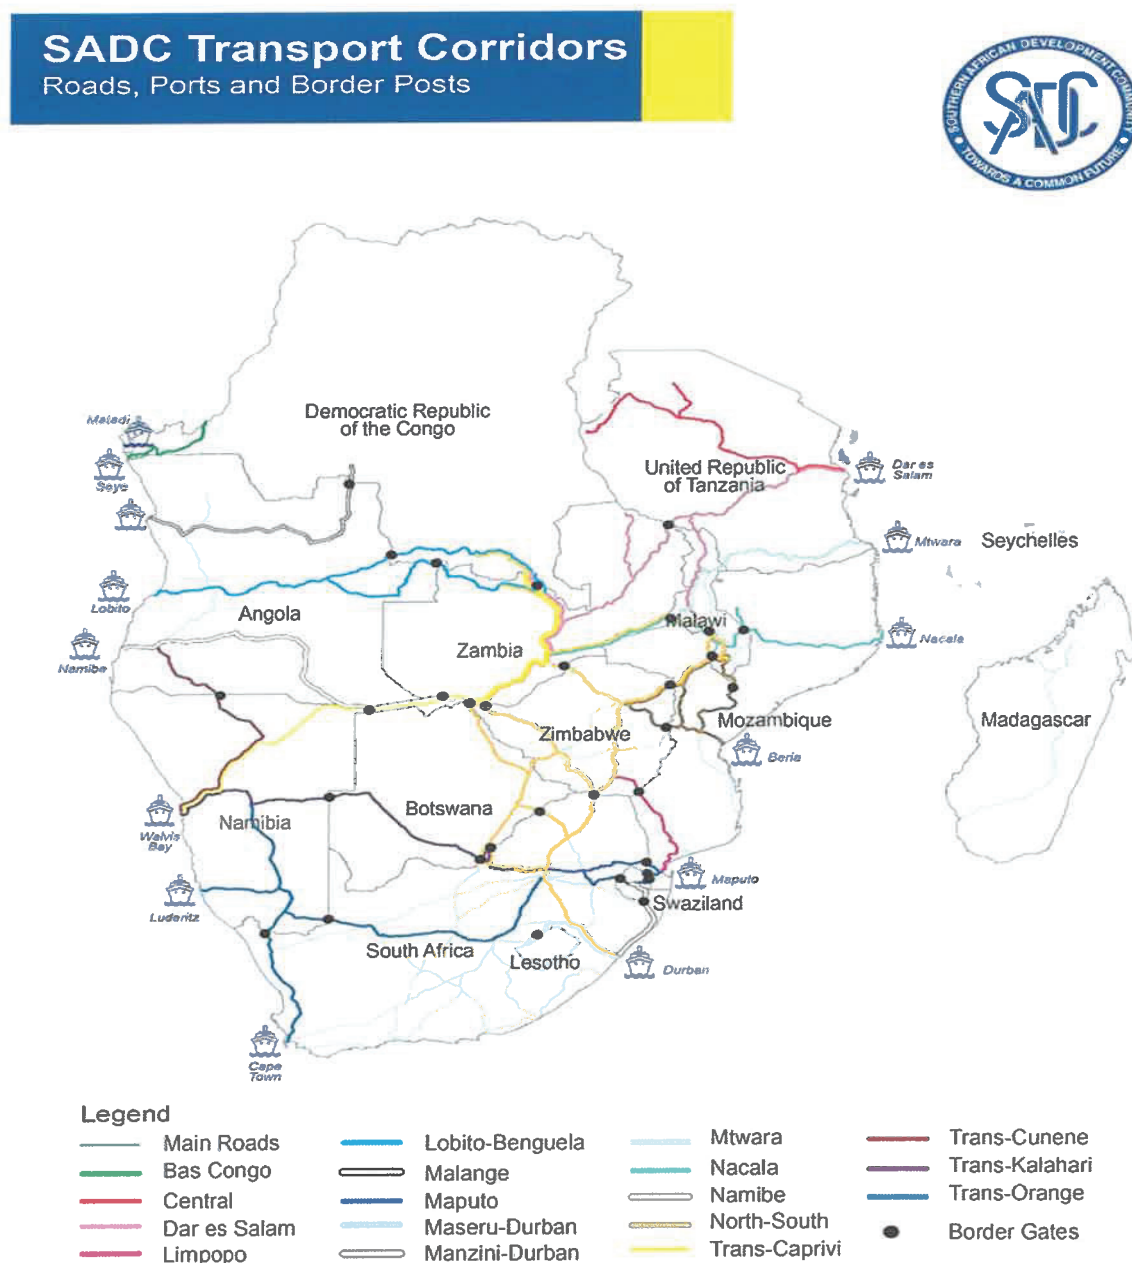 SADC Transport Corridors
Roads, Ports and Border Posts
SOUTHERN AFRICAN DEVELOPMENT COMMUNITY
SADC
TOWARDS A COMMON FUTURE
Democratic Republic
of the Congo
Matadi
Soyo
United Republic
of Tanzania
Dar es
Salam
Mtwara
Seychelles
Lobito
Angola
Malawi
Nacala
Namibe
Zambia
Mozambique
Madagascar
Zimbabwe
Beria
Walvis
Bay
Namibia
Botswana
Maputo
Luderitz
Swaziland
South Africa
Lesotho
Durban
Cape
Town
Legend
Main Roads
Bas Congo
Central
Dar es Salam
Limpopo
Lobito-Benguela
Malange
Maputo
Maseru-Durban
Manzini-Durban
Mtwara
Nacala
Namibe
North-South
Trans-Caprivi
Trans-Cunene
Trans-Kalahari
Trans-Orange
Border Gates